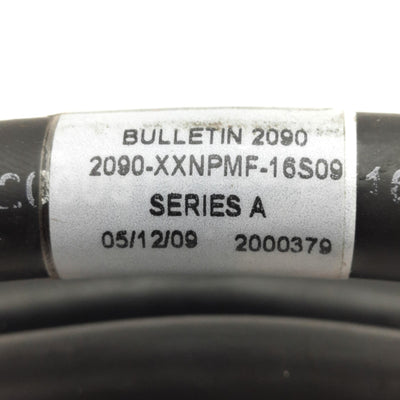 BULLETIN 2090
2090-XXNPMF-16S09
SERIES A
05/12/09 2000379